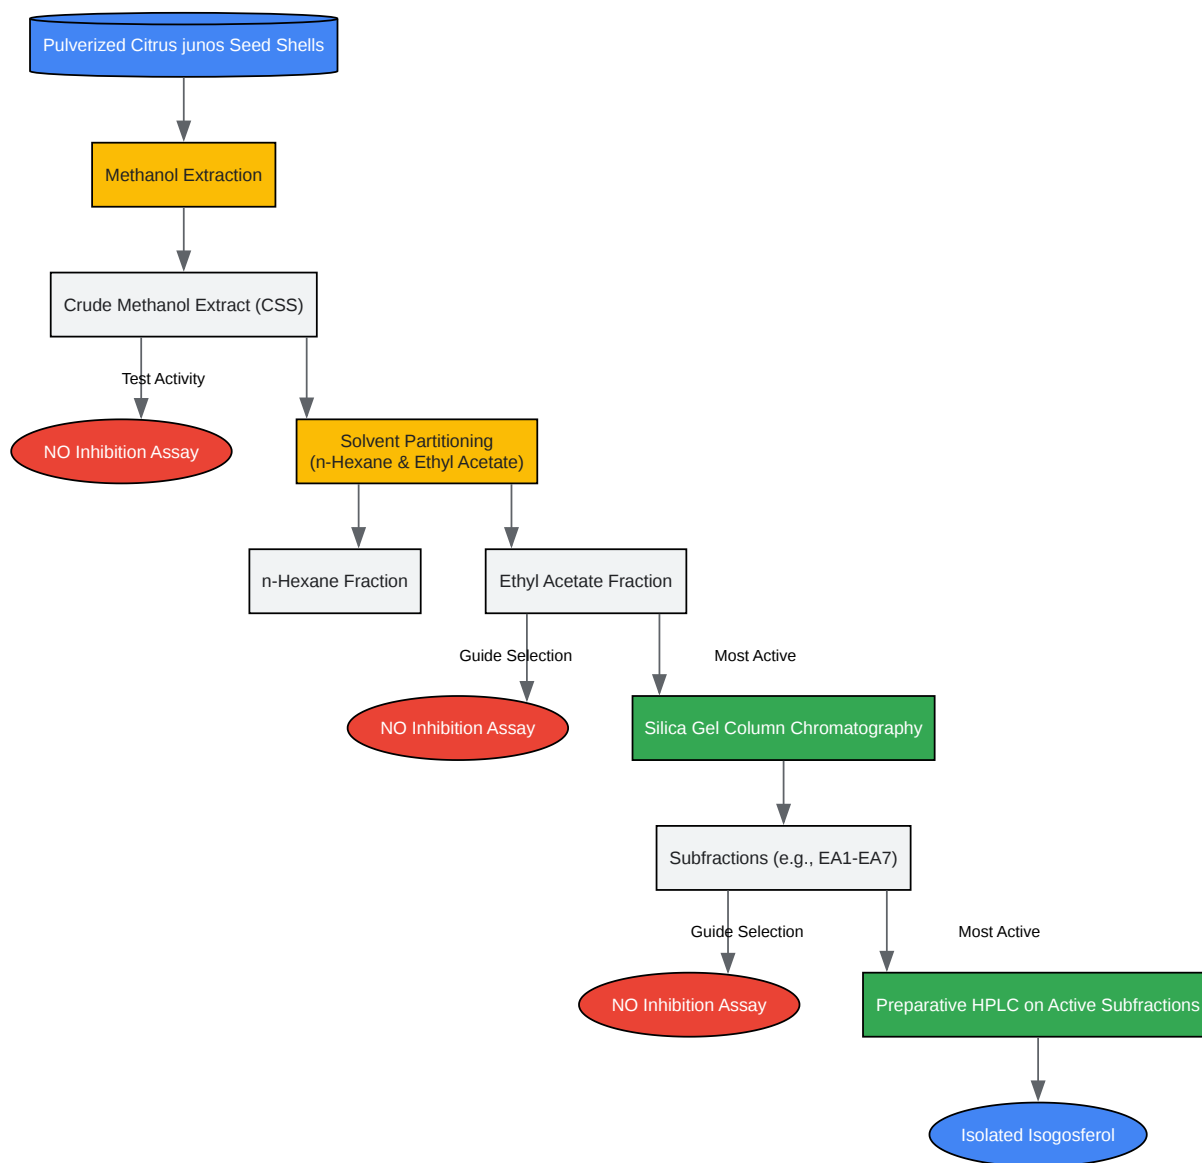 Pulverized Citrus junos Seed Shells
Methanol Extraction
Crude Methanol Extract (CSS)
Test Activity
NO Inhibition Assay
Solvent Partitioning
(n-Hexane & Ethyl Acetate)
n-Hexane Fraction
Ethyl Acetate Fraction
Guide Selection
Most Active
NO Inhibition Assay
Silica Gel Column Chromatography
Subfractions (e.g., EA1-EA7)
Guide Selection
Most Active
NO Inhibition Assay
Preparative HPLC on Active Subfractions
Isolated Isogosferol